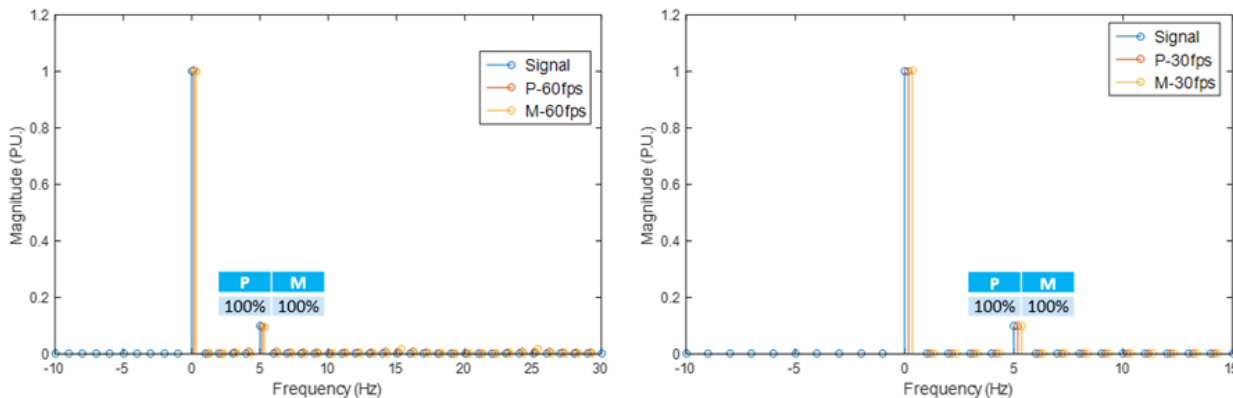 1.2
1
0.8
0.6
0.4
0.2
0
Magnitude (P.U.)
Signal
P-60fps
M-60fps
P M
100% 100%
-10 -5 0 5 10 15 20 25 30
Frequency (Hz)
1.2
1
0.8
0.6
0.4
0.2
0
Magnitude (P.U.)
Signal
P-30fps
M-30fps
P M
100% 100%
-10 -5 0 5 10 15
Frequency (Hz)